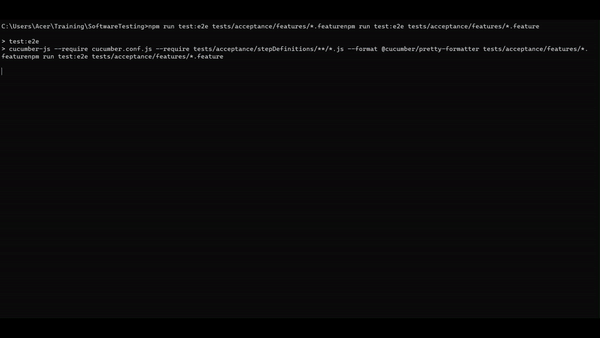 C:\Users\Acer\Training\SoftwareTesting>npm run test:e2e tests/acceptance/features/*.featurenpm run test:e2e tests/acceptance/features/*.feature
> test:e2e
> cucumber-js --require cucumber.conf.js --require tests/acceptance/stepDefinitions/**/*.js --format @cucumber/pretty-formatter tests/acceptance/features/*.
featurenpm run test:e2e tests/acceptance/features/*.feature